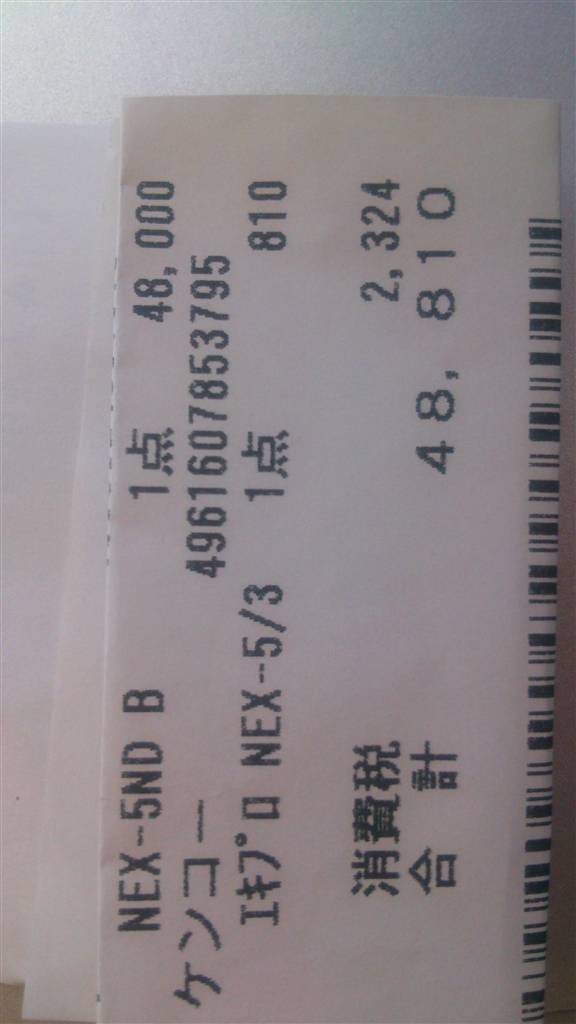 NEX-5ND B 1点 48,000
ケンコー 4961607853795
ｴｷﾌﾟﾛ NEX-5/3 1点 810
消費税 2,324
合計 48,810